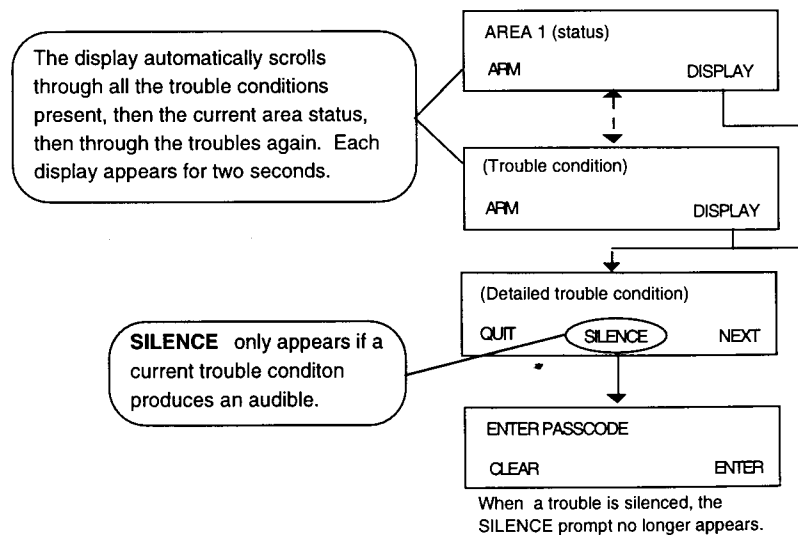 The display automatically scrolls
through all the trouble conditions
present, then the current area status,
then through the troubles again. Each
display appears for two seconds.
AREA 1 (status)
ARM DISPLAY
(Trouble condition)
ARM DISPLAY
(Detailed trouble condition)
QUIT SILENCE NEXT
SILENCE only appears if a
current trouble conditon
produces an audible.
ENTER PASSCODE
CLEAR ENTER
When a trouble is silenced, the
SILENCE prompt no longer appears.